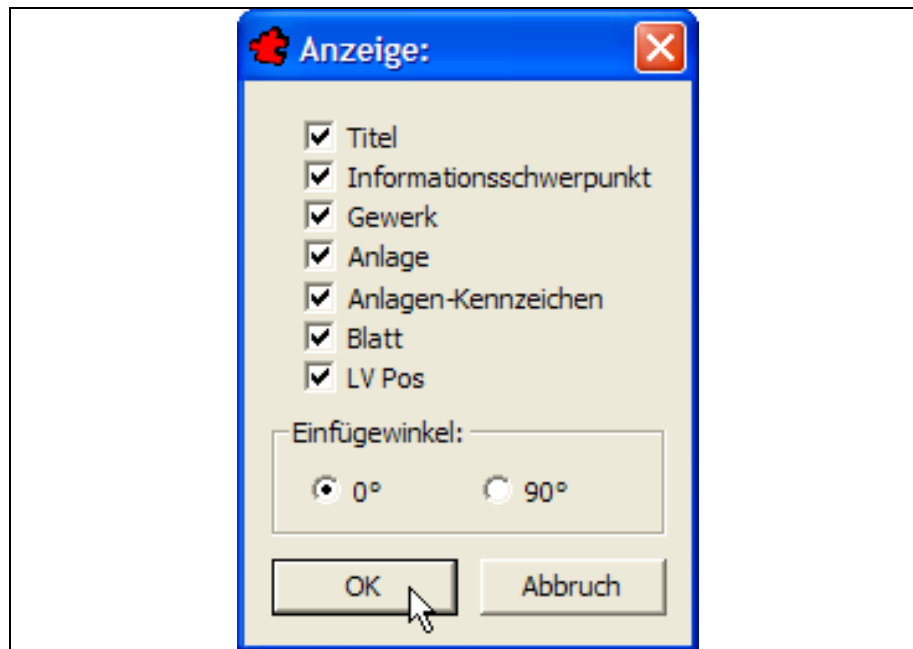 Anzeige:
Titel
Informationsschwerpunkt
Gewerk
Anlage
Anlagen-Kennzeichen
Blatt
LV Pos
Einfügewinkel:
0° 90°
OK Abbruch